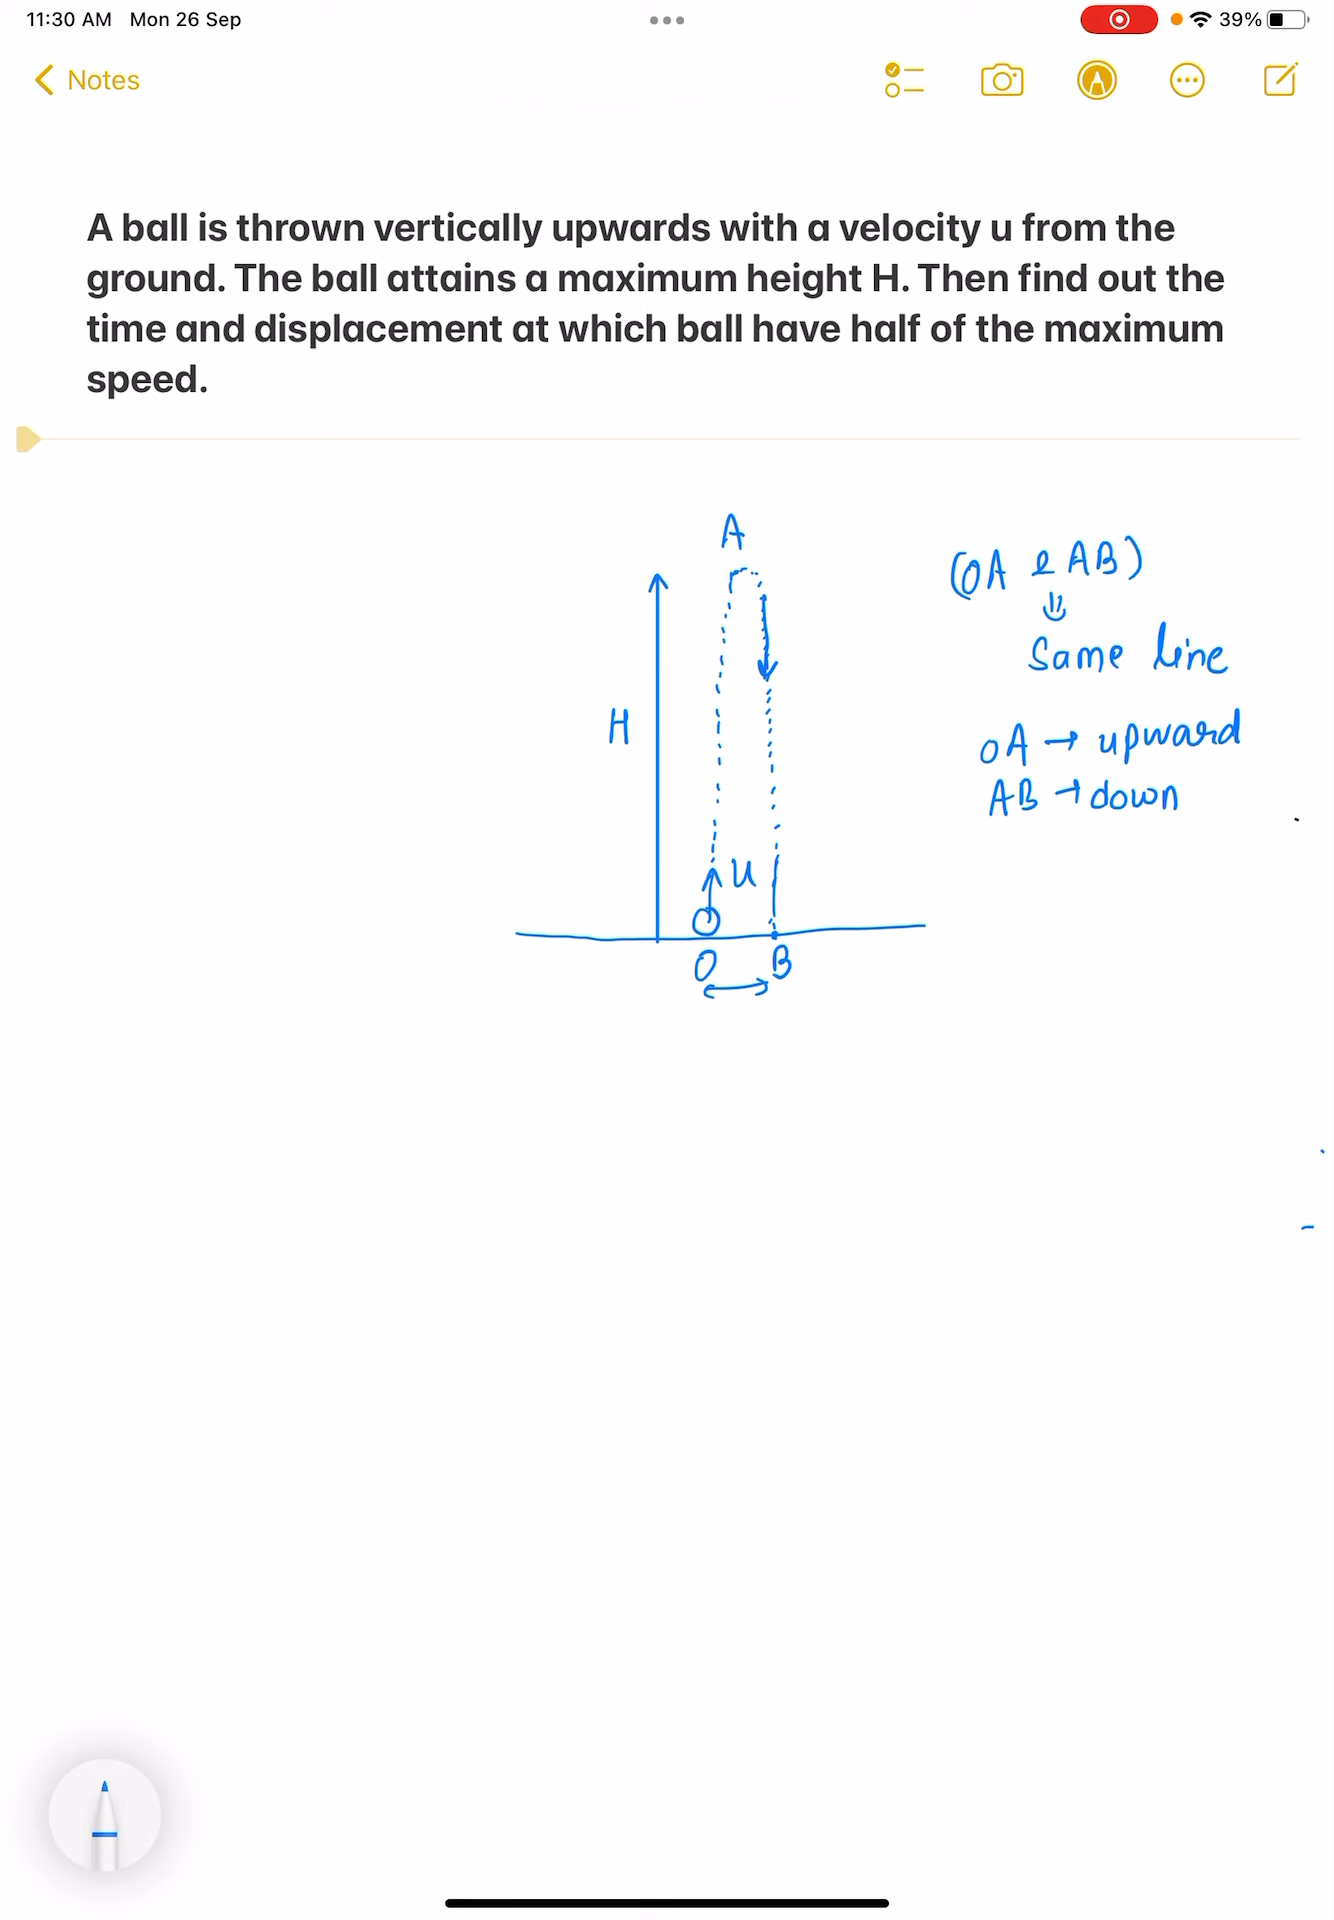 11:30 AM Mon 26 Sep
39%
Notes
A ball is thrown vertically upwards with a velocity u from the
ground. The ball attains a maximum height H. Then find out the
time and displacement at which ball have half of the maximum
speed.
A
(OA & AB)
⇓
Same line
H
OA → upward
AB → down
u
O B